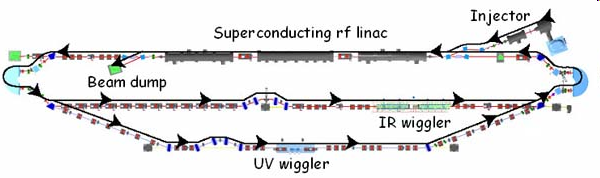 Injector
Superconducting rf linac
Beam dump
IR wiggler
UV wiggler